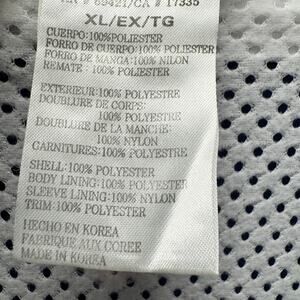 RN # 69421/CA # 17335
XL/EX/TG
CUERPO:100%POLIESTER
FORRO DE CUERPO:100% POLIESTER
FORRO DE MANGA:100% NILON
REMATE : 100% POLIESTER
EXTERIEUR:100% POLYESTER
DOUBLURE DE CORPS:
100% POLYESTER
DOUBLURE DE LA MANCHE:
100% NYLON
GARNITURES: 100% POLYESTRE
SHELL:100% POLYESTER
BODY LINING:100% POLYESTER
SLEEVE LINING:100% NYLON
TRIM: 100% POLYESTER
HECHO EN KOREA
FABRIQUE AUX COREE
MADE IN KOREA